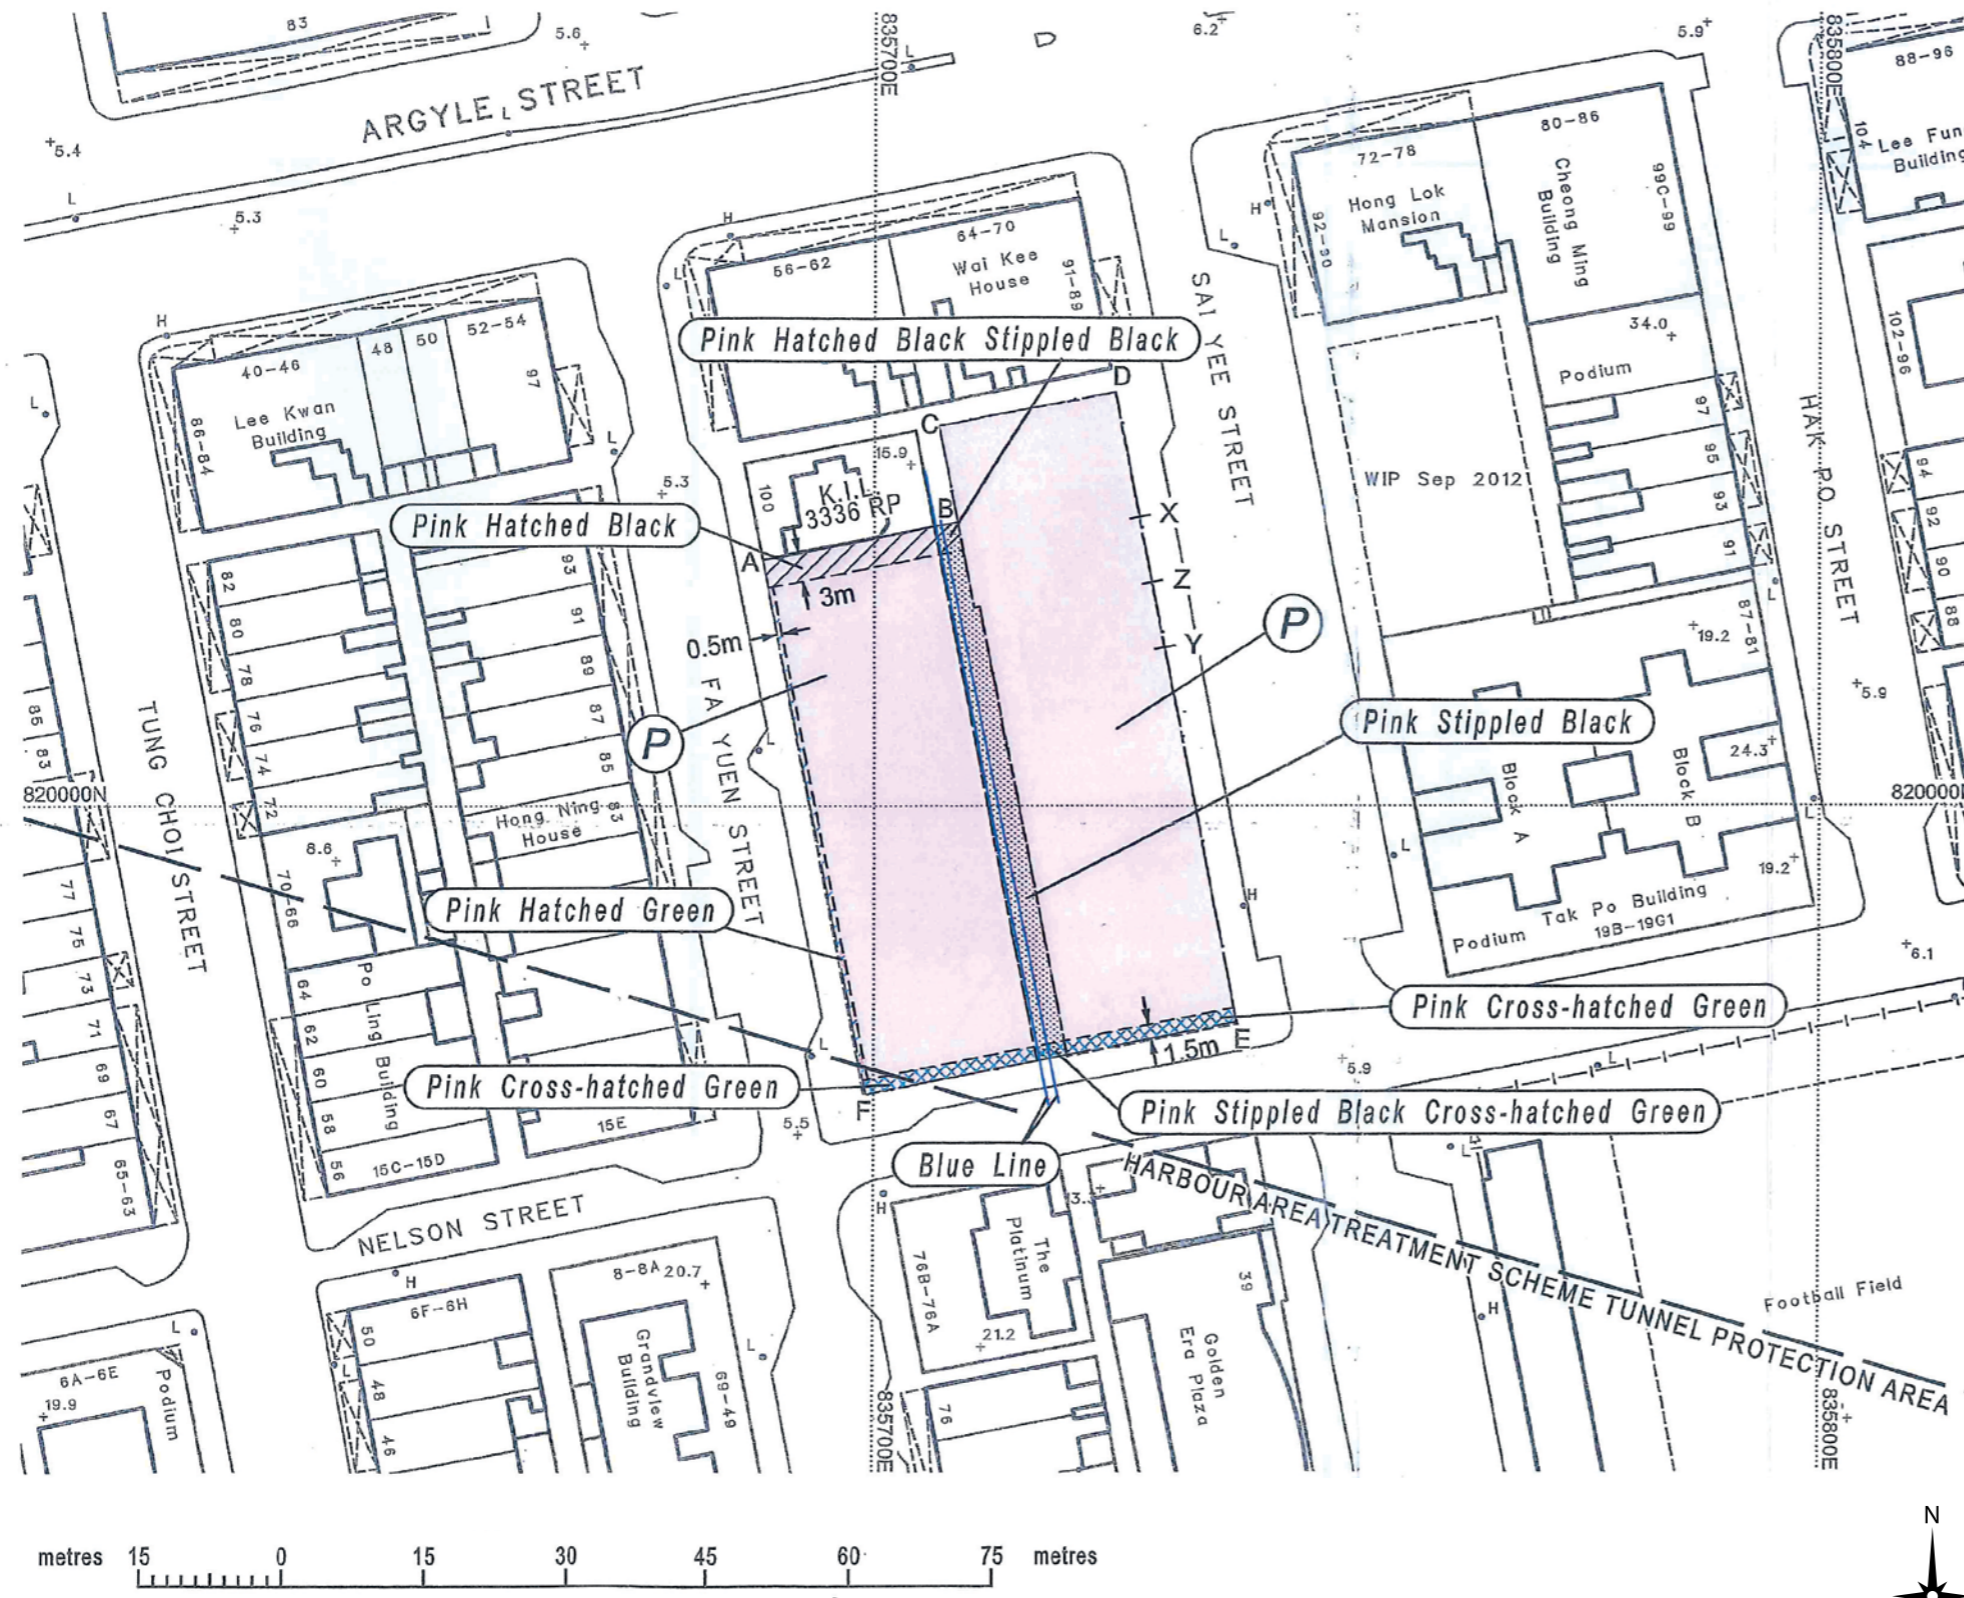 83
5.6
835700E
D
6.2
5.9
835800E
88-96
ARGYLE STREET
L
L
5.4
L
5.3
104
Lee Fun
Building
80-86
72-78
Cheong Ming
Building
99C-99
Hong Lok
Mansion
92-90
H
L
H
L
64-70
56-62
Wai Kee
House
91-89
SAI YEE STREET
H
52-54
50
48
40-46
97
Lee Kwan
Building
86-84
L
L
Pink Hatched Black Stippled Black
D
34.0
Podium
102-96
97
HAK PO STREET
C
15.9
100
K.I.L
3336 RP
5.3
Pink Hatched Black
B
X
WIP Sep 2012
95
94
93
92
91
90
88
A
Z
3m
0.5m
Y
P
93
91
89
87
85
83
82
80
78
76
74
72
19.2
87-81
L
5.9
FA YUEN STREET
P
L
Pink Stippled Black
85
83
TUNG CHOI STREET
24.3
Block A
Block B
820000N
820000N
Hong Ning
House
8.6
L
L
19.2
77
70-66
Pink Hatched Green
H
Tak Po Building
19B-19G1
Podium
75
6.1
73
Po Ling Building
64
Pink Cross-hatched Green
71
62
E
1.5m
L
L
5.9
69
60
Pink Cross-hatched Green
F
Pink Stippled Black Cross-hatched Green
67
58
15E
5.5
65-63
56
15C-15D
Blue Line
L
HARBOUR AREA TREATMENT SCHEME TUNNEL PROTECTION AREA
NELSON STREET
H
The
Platinum
76B-76A
H
8-8A
20.7
6F-6H
39
Football Field
H
L
50
L
Grandview
Building
L
21.2
Golden
Era Plaza
6A-6E
Podium
19.9
48
69-49
46
76
835700E
835800E
N
metres 15 0 15 30 45 60 75 metres